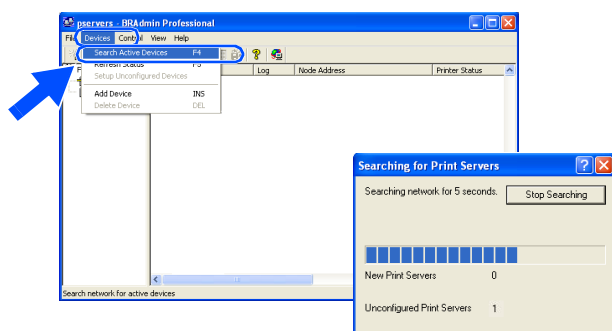 pservers - BRAdmin Professional
Devices Control View Help
Search Active Devices F4
Refresh Status F5
Setup Unconfigured Devices
Add Device INS
Delete Device DEL
Log Node Address Printer Status
Search network for active devices
Searching for Print Servers
Searching network for 5 seconds.
Stop Searching
New Print Servers 0
Unconfigured Print Servers 1